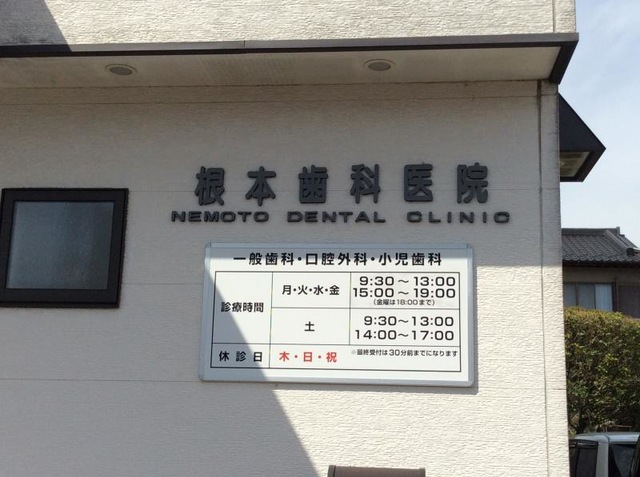 根本歯科医院
NEMOTO DENTAL CLINIC
一般歯科・口腔外科・小児歯科
診療時間
月・火・水・金
9:30〜13:00
15:00〜19:00
(金曜は18:00まで)
土
9:30〜13:00
14:00〜17:00
休診日 木・日・祝 ※最終受付は30分前までになります